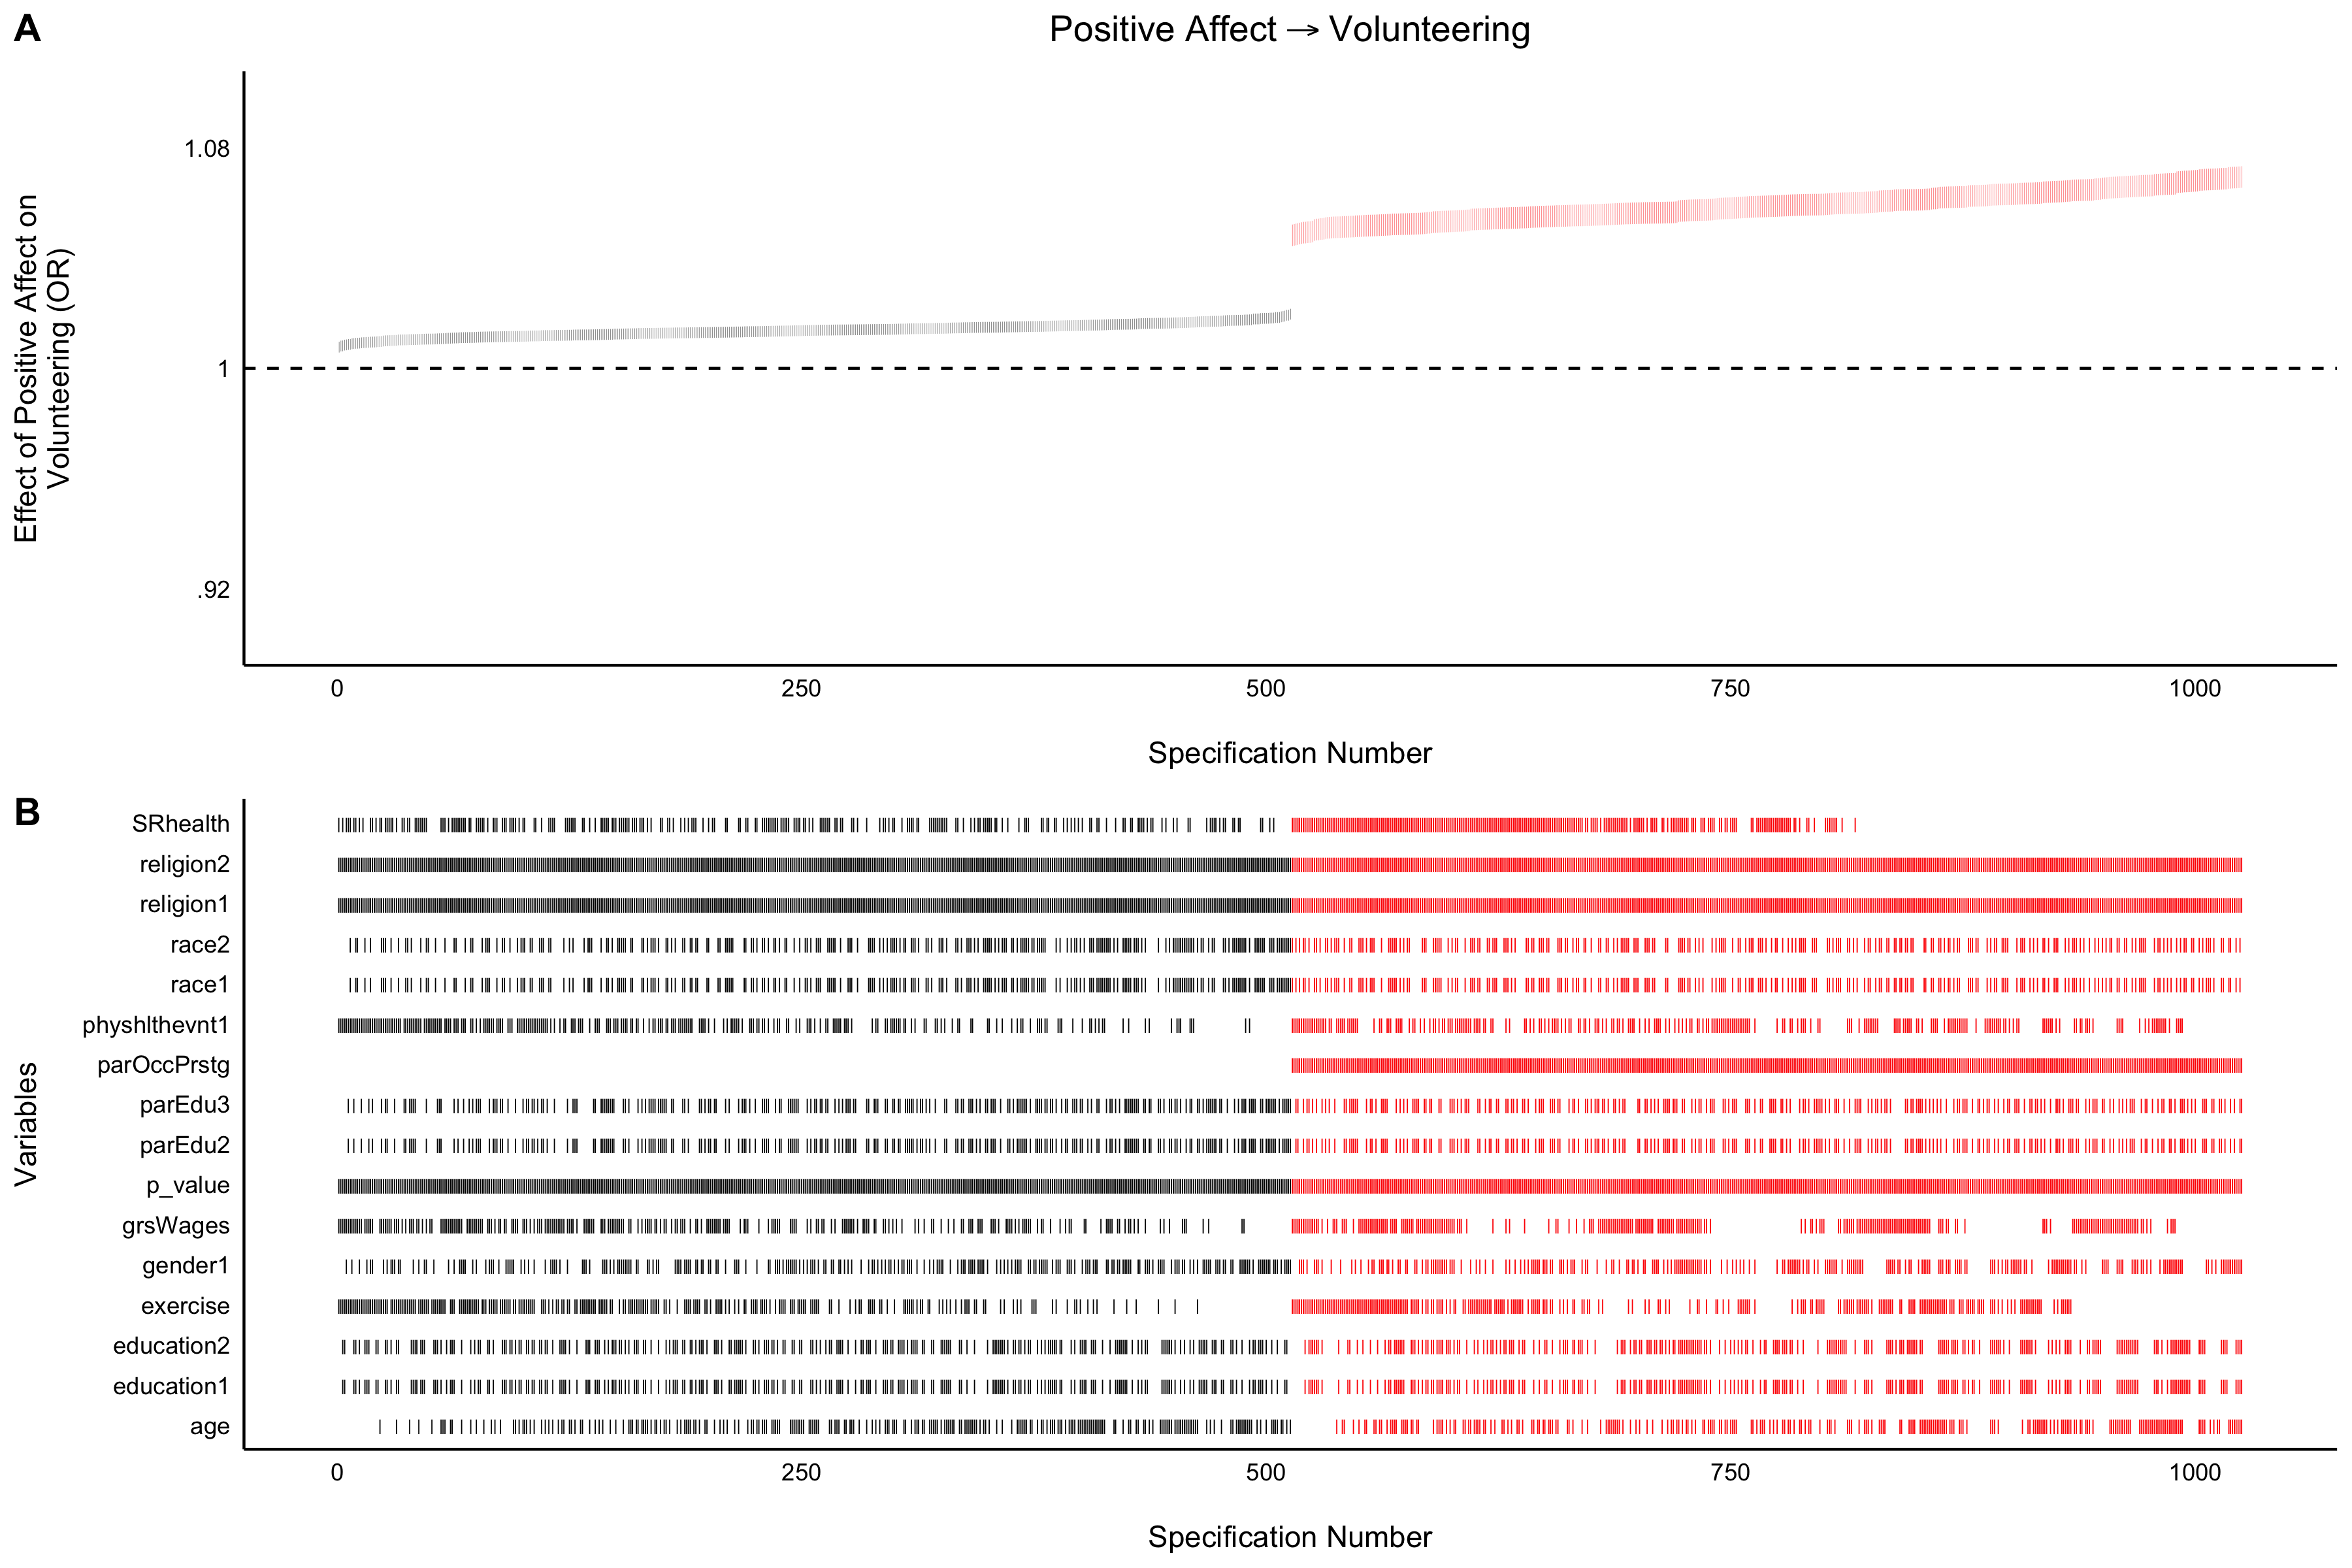 A
Positive Affect → Volunteering
Effect of Positive Affect on
Volunteering (OR)
1.08
1
.92
0 250 500 750 1000
Specification Number
B
Variables
SRhealth
religion2
religion1
race2
race1
physhlthevnt1
parOccPrstg
parEdu3
parEdu2
p_value
grsWages
gender1
exercise
education2
education1
age
0 250 500 750 1000
Specification Number